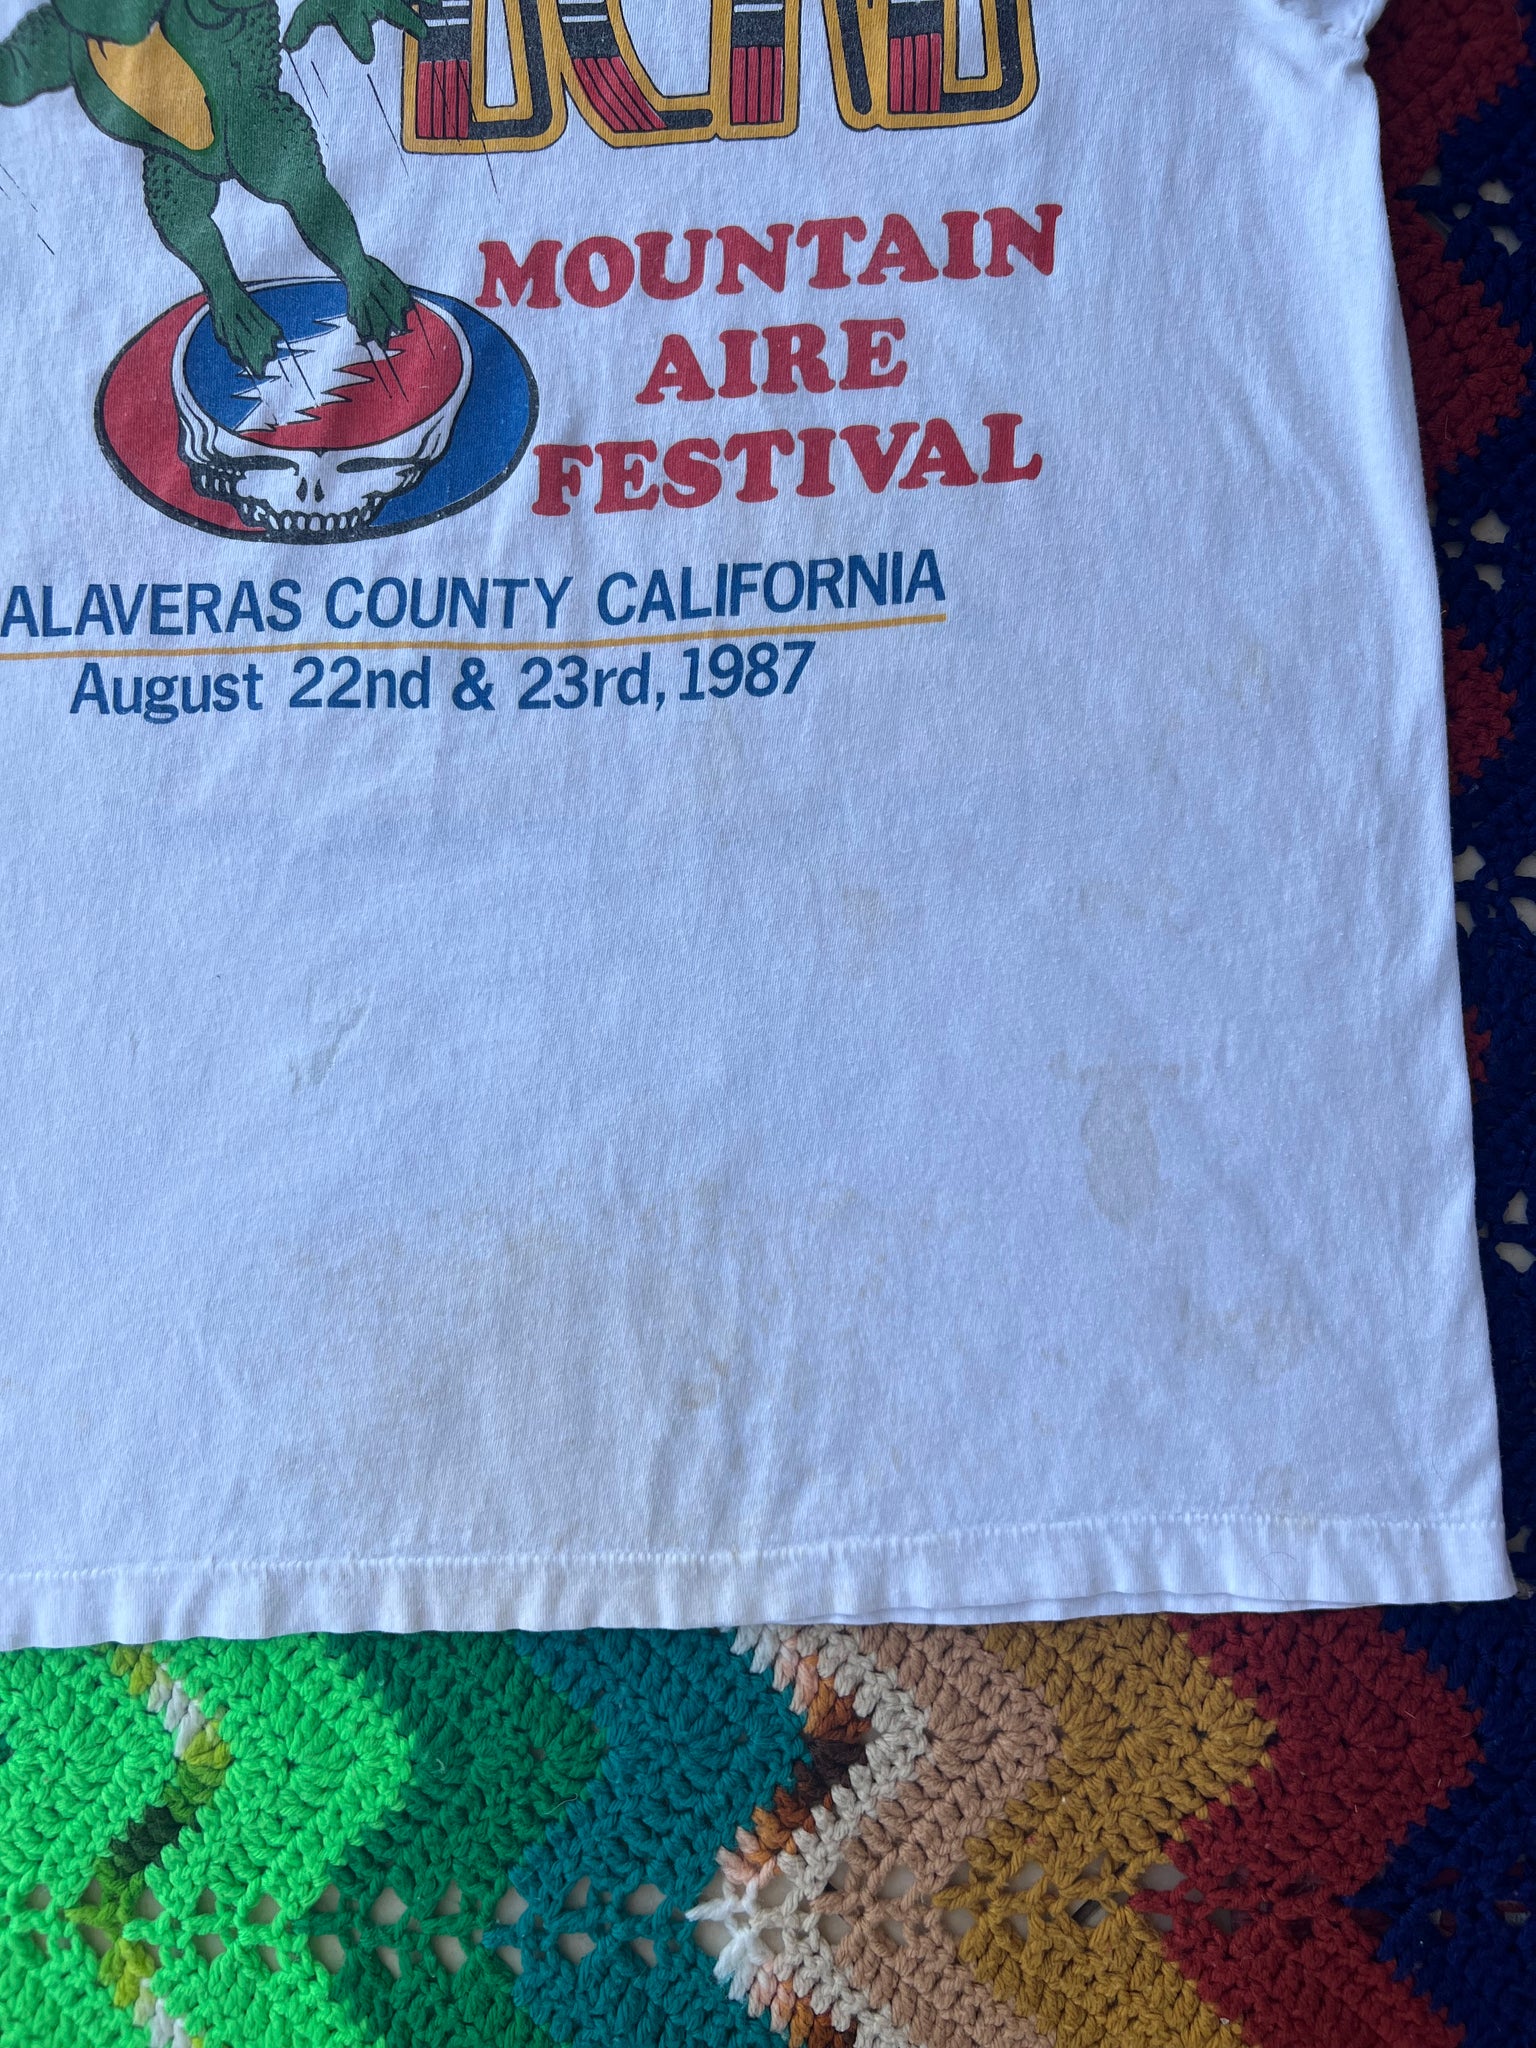 MOUNTAIN
AIRE
FESTIVAL
ALAVERAS COUNTY CALIFORNIA
August 22nd & 23rd, 1987